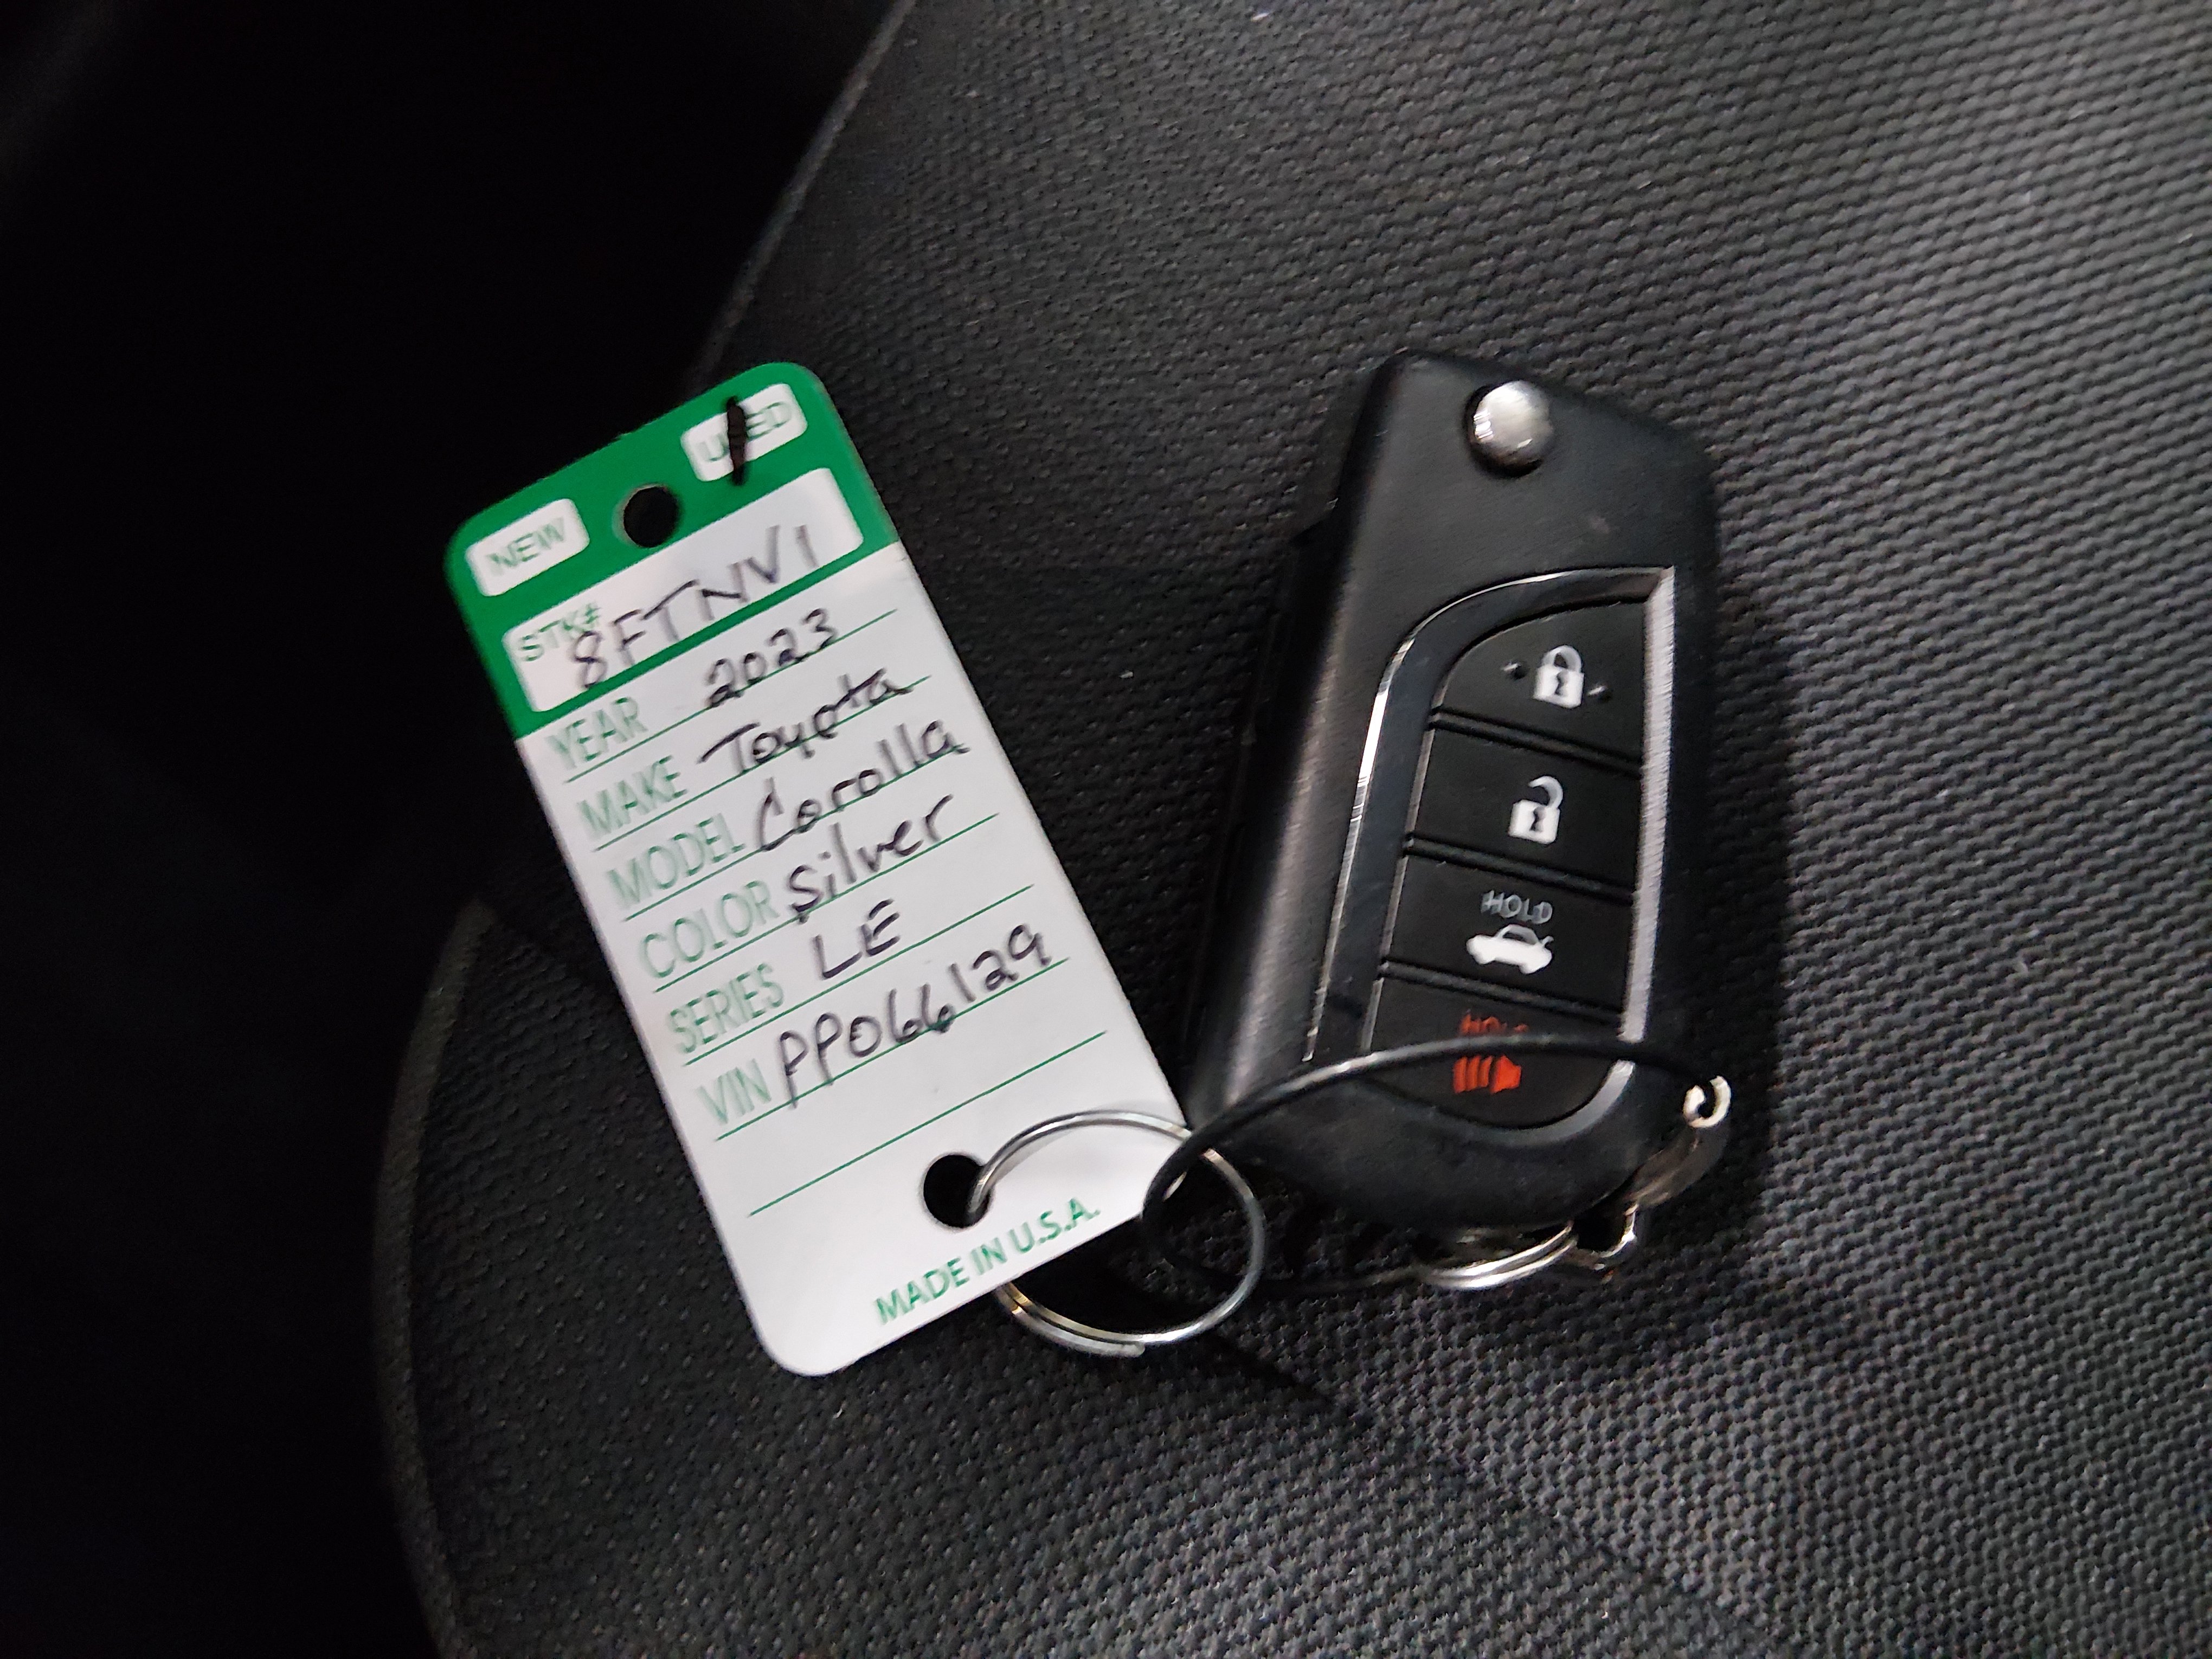 NEW USED
STK# 8FTNV1
YEAR 2023
MAKE Toyota
MODEL Corolla
COLOR Silver
SERIES LE
VIN PP066129
MADE IN U.S.A.
HOLD
HOLD